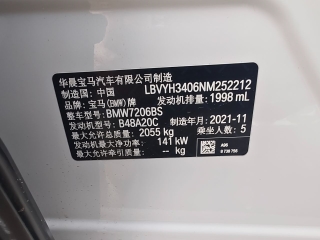 华晨宝马汽车有限公司制造
制造国: 中国 LBVYH3406NM252212
品牌: 宝马(BMW)牌 发动机排量: 1998 mL
整车型号: BMW7206BS
发动机型号: B48A20C 制造年月: 2021-11
最大允许总质量: 2055 kg 乘坐人数: 5
发动机最大净功率: 141 kW
最大允许牵引质量: -- kg